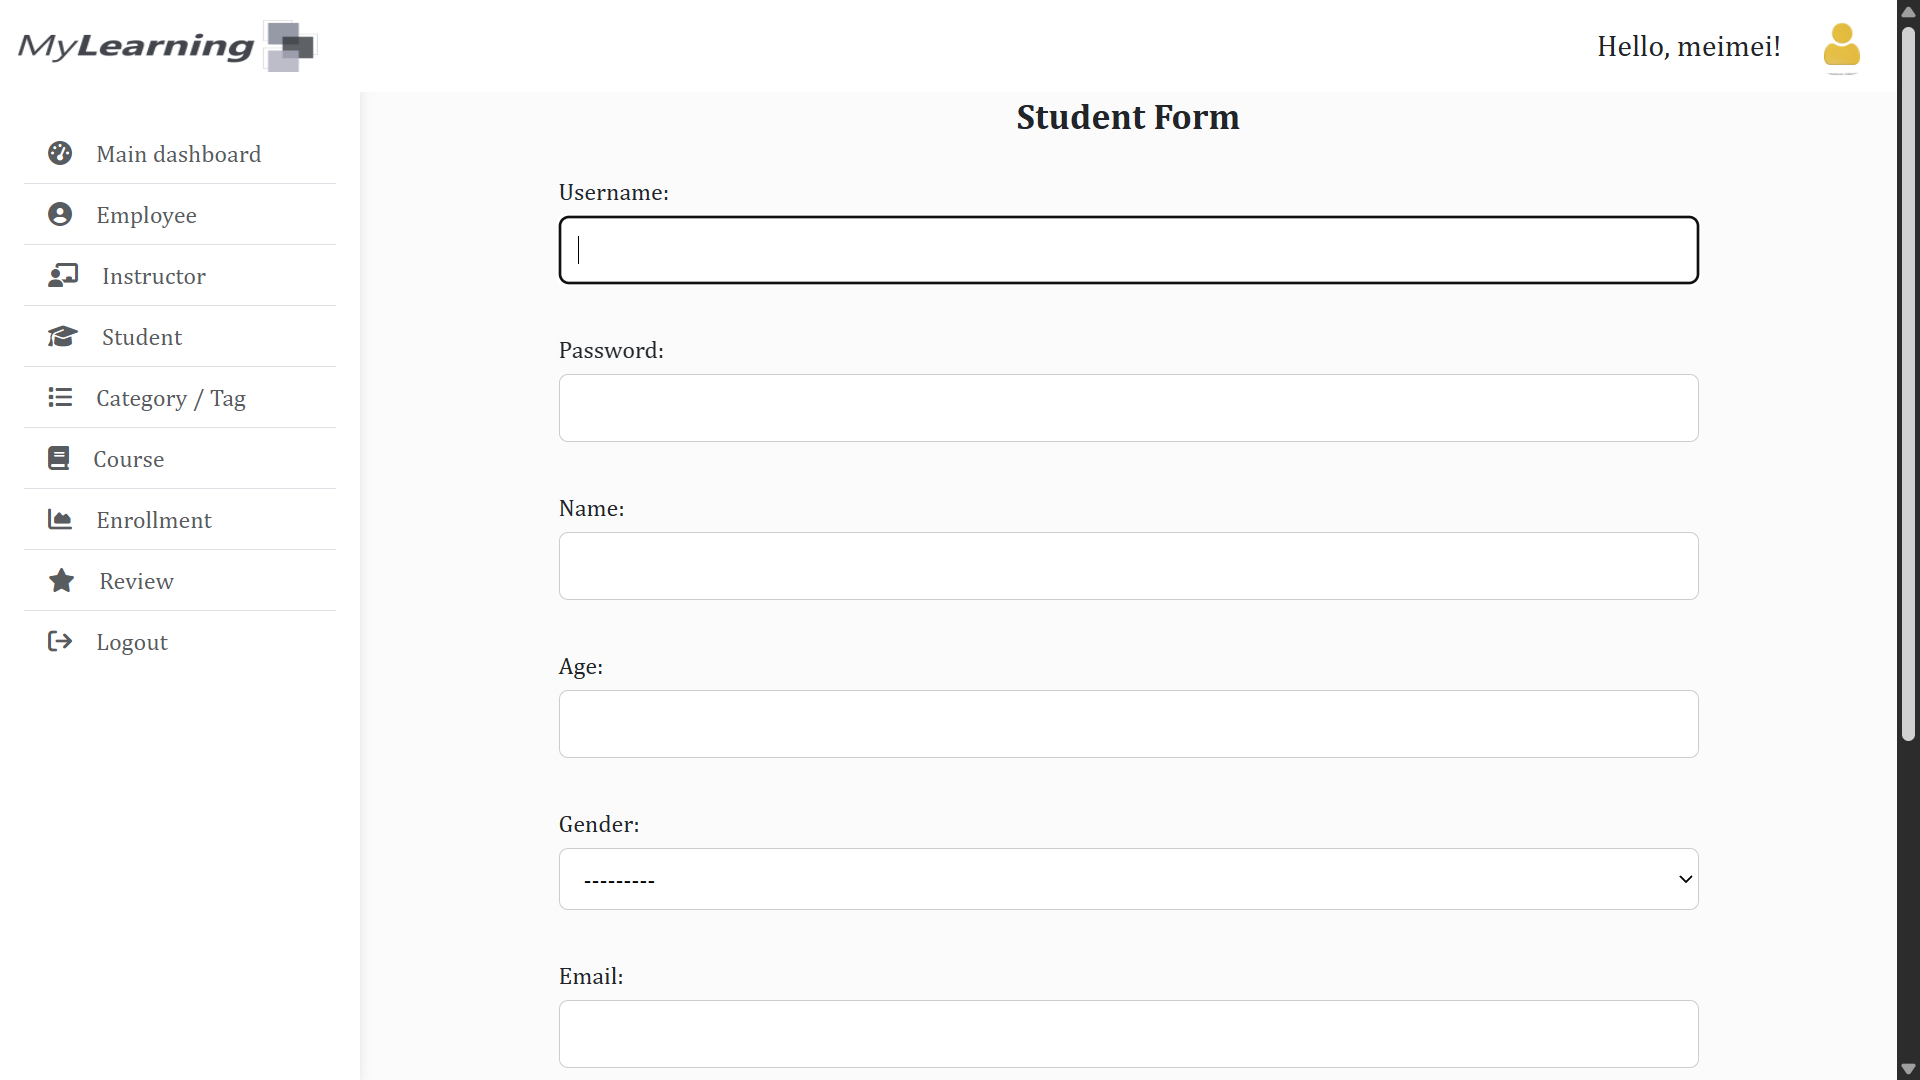 MyLearning
Hello, meimei!
Main dashboard
Employee
Instructor
Student
Category / Tag
Course
Enrollment
Review
Logout
Student Form
Username:
Password:
Name:
Age:
Gender:
---------
Email: